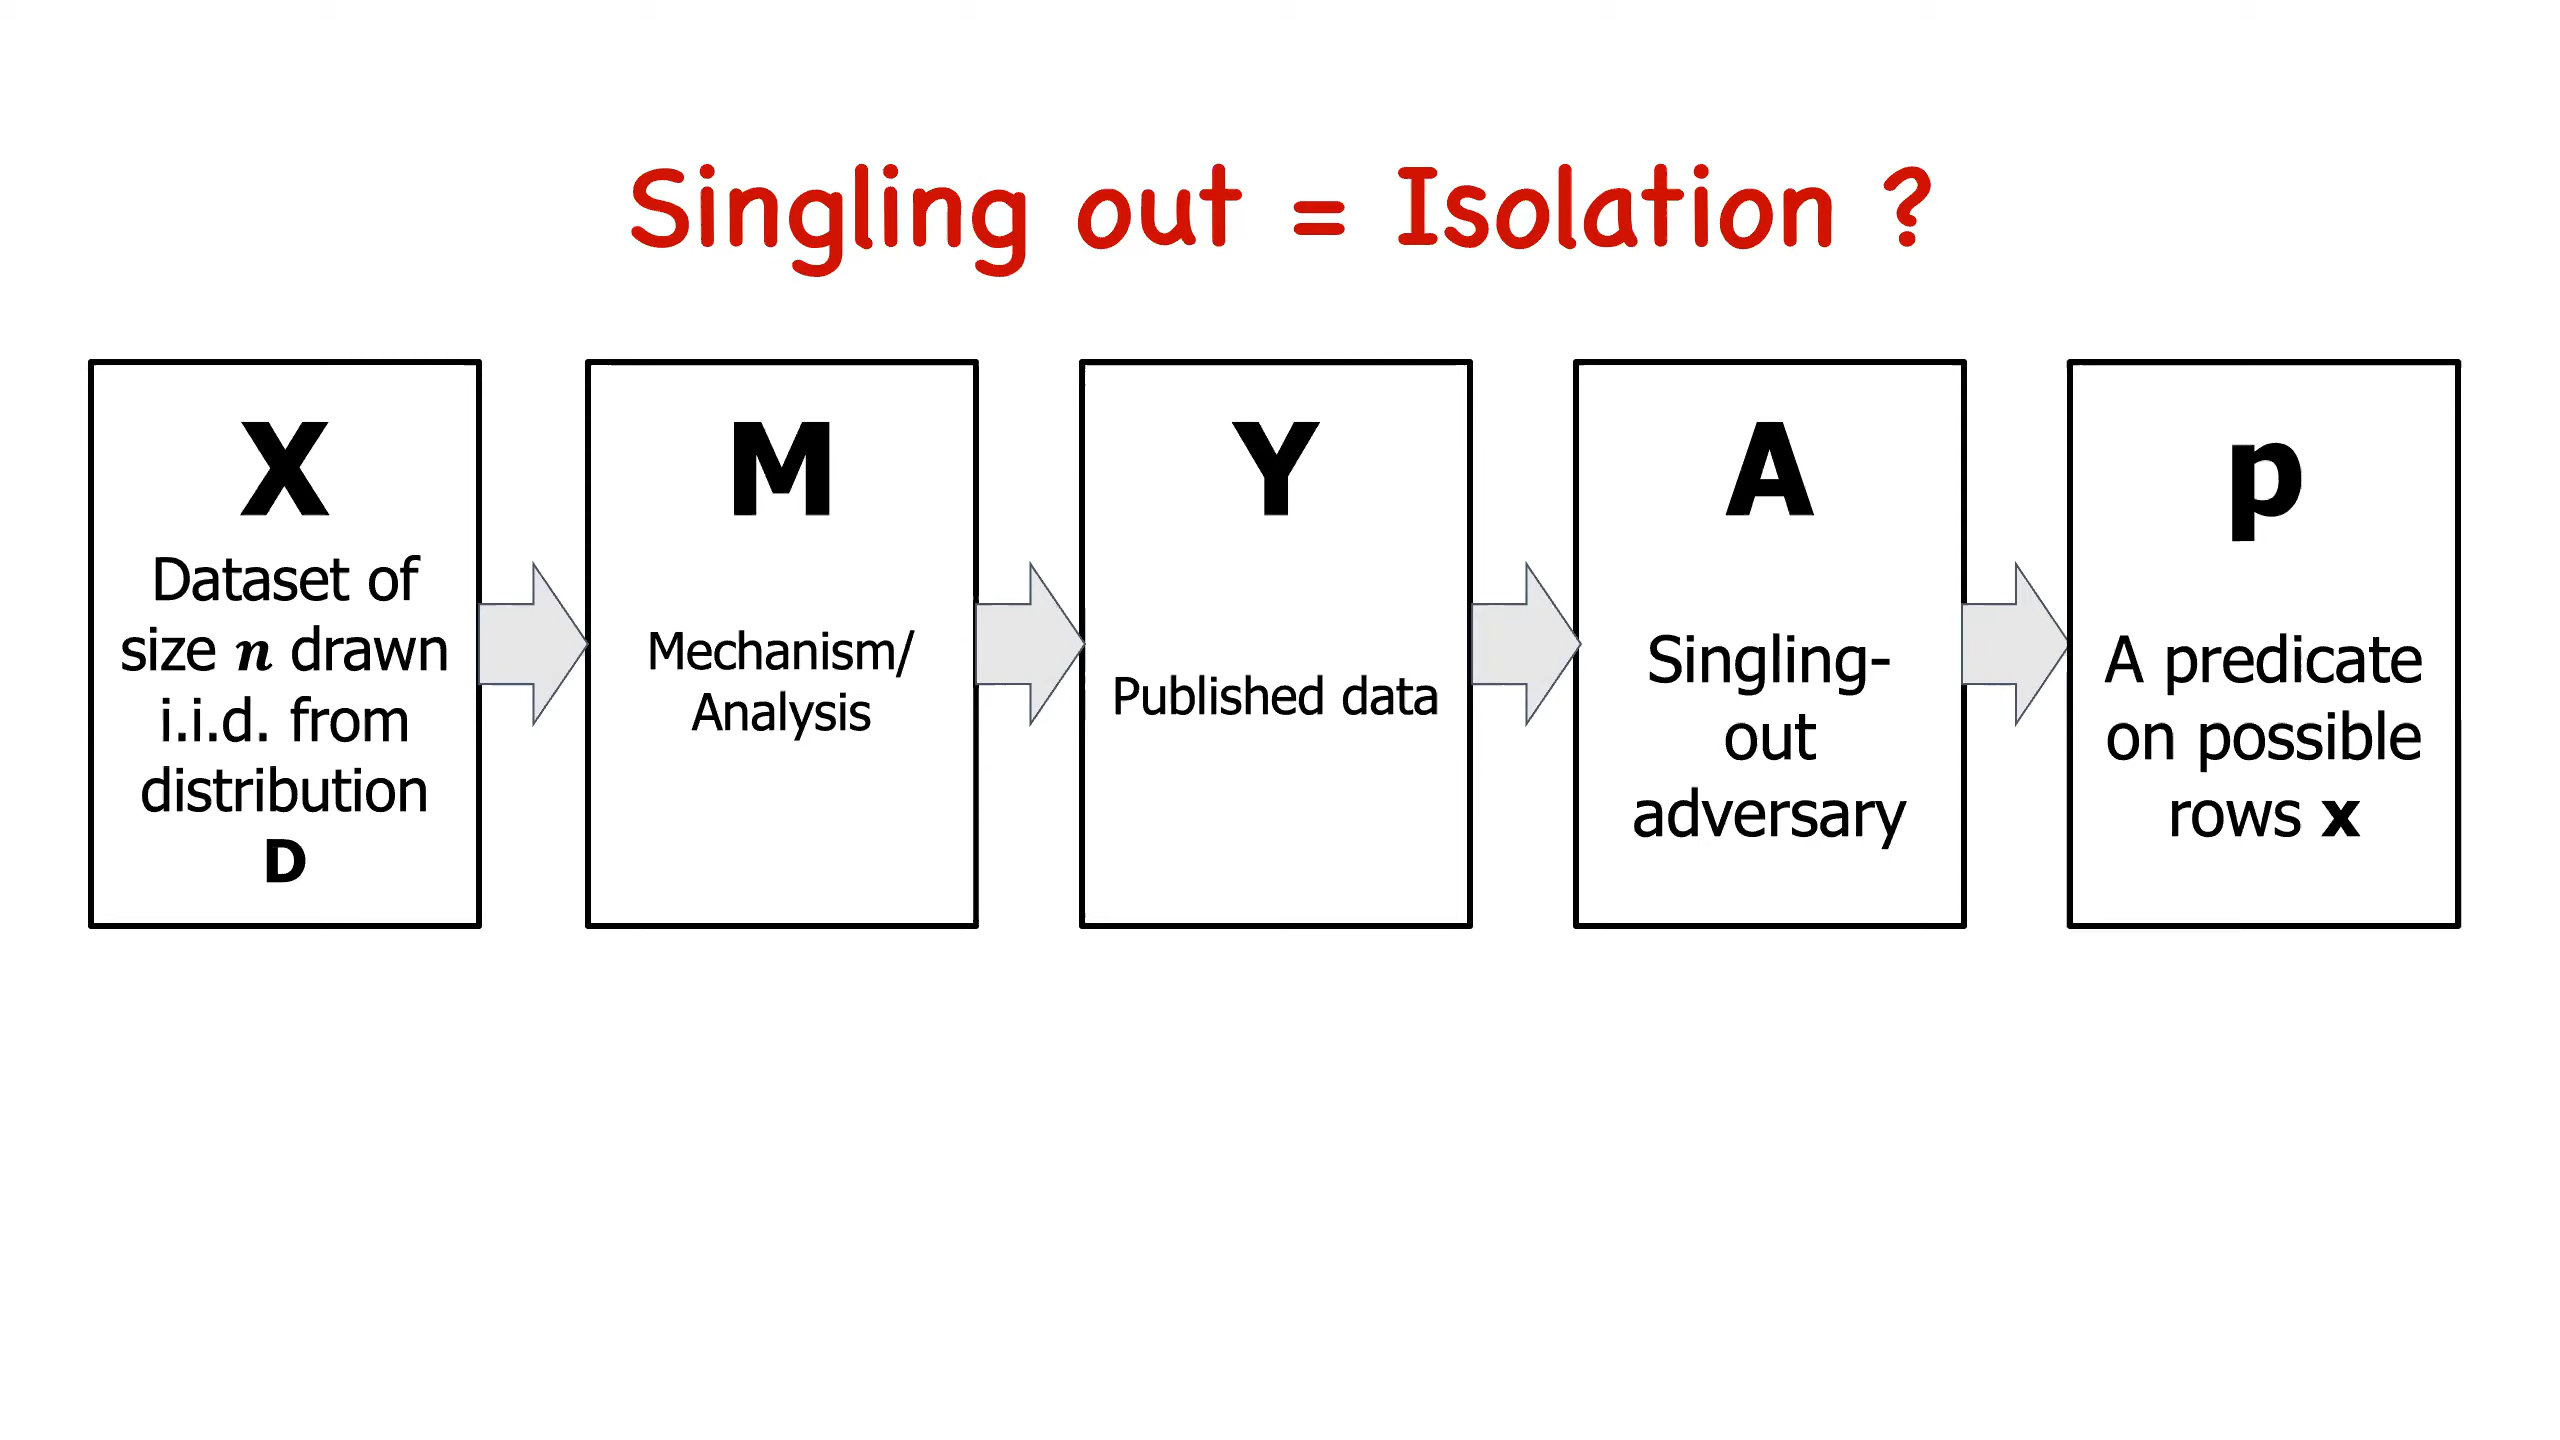 Singling out = Isolation ?
X
Dataset of
size n drawn
i.i.d. from
distribution
D
M
Mechanism/
Analysis
Y
Published data
A
Singling-
out
adversary
p
A predicate
on possible
rows x